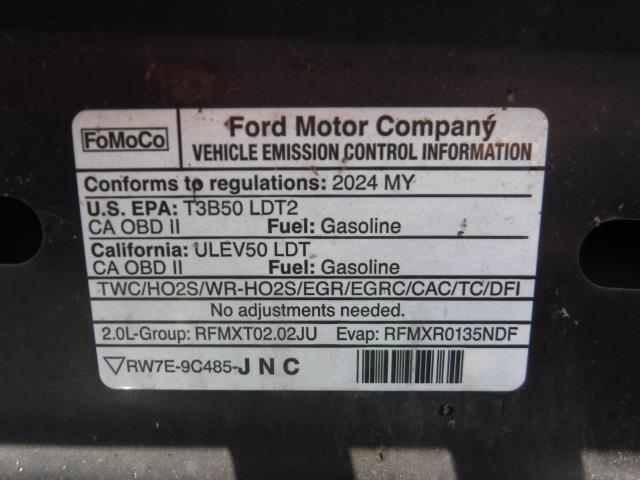 FoMoCo
Ford Motor Company
VEHICLE EMISSION CONTROL INFORMATION
Conforms to regulations: 2024 MY
U.S. EPA: T3B50 LDT2
CA OBD II Fuel: Gasoline
California: ULEV50 LDT
CA OBD II Fuel: Gasoline
TWC/HO2S/WR-HO2S/EGR/EGRC/CAC/TC/DFI
No adjustments needed.
2.0L-Group: RFMXT02.02JU Evap: RFMXR0135NDF
▽RW7E-9C485-J N C